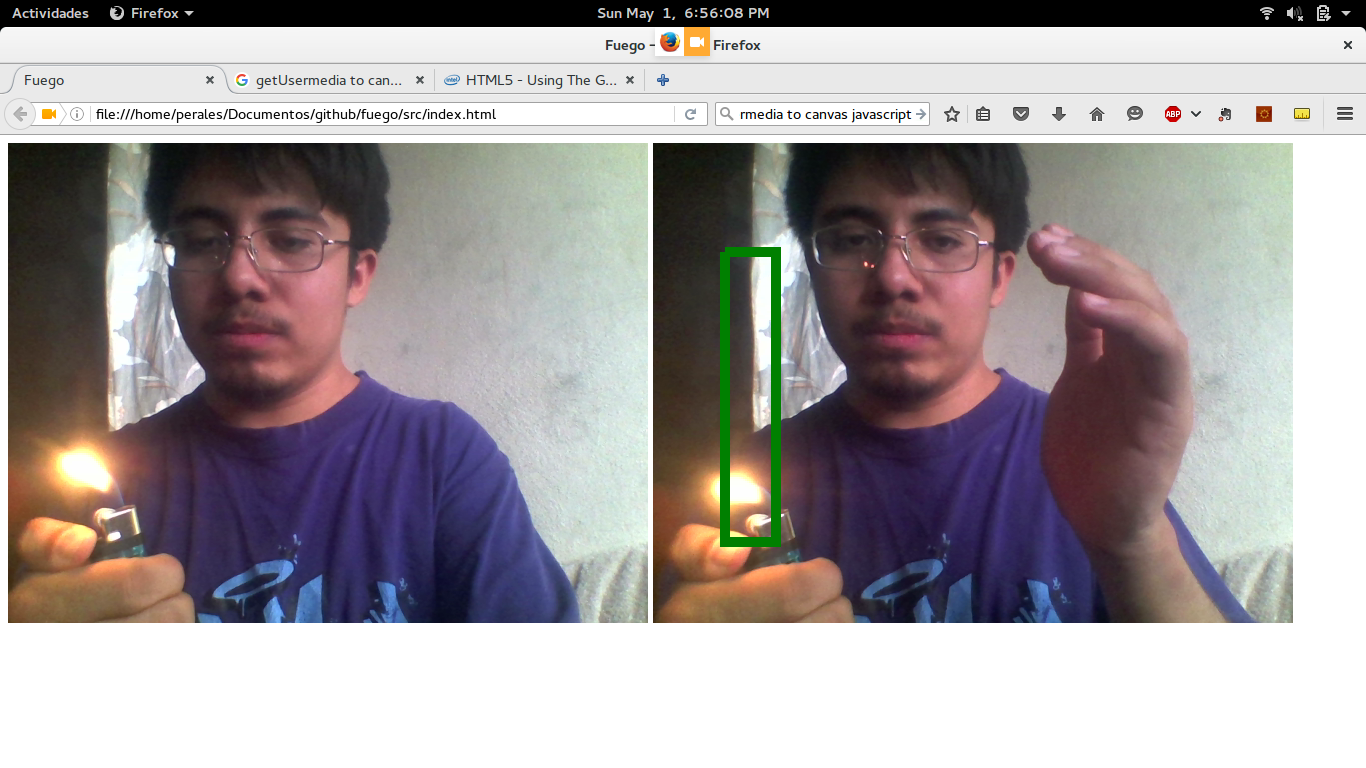 Actividades Firefox Sun May 1, 6:56:08 PM
Fuego - Firefox
Fuego getUsermedia to can... HTML5 - Using The G...
file:///home/perales/Documentos/github/fuego/src/index.html rmedia to canvas javascript ABP